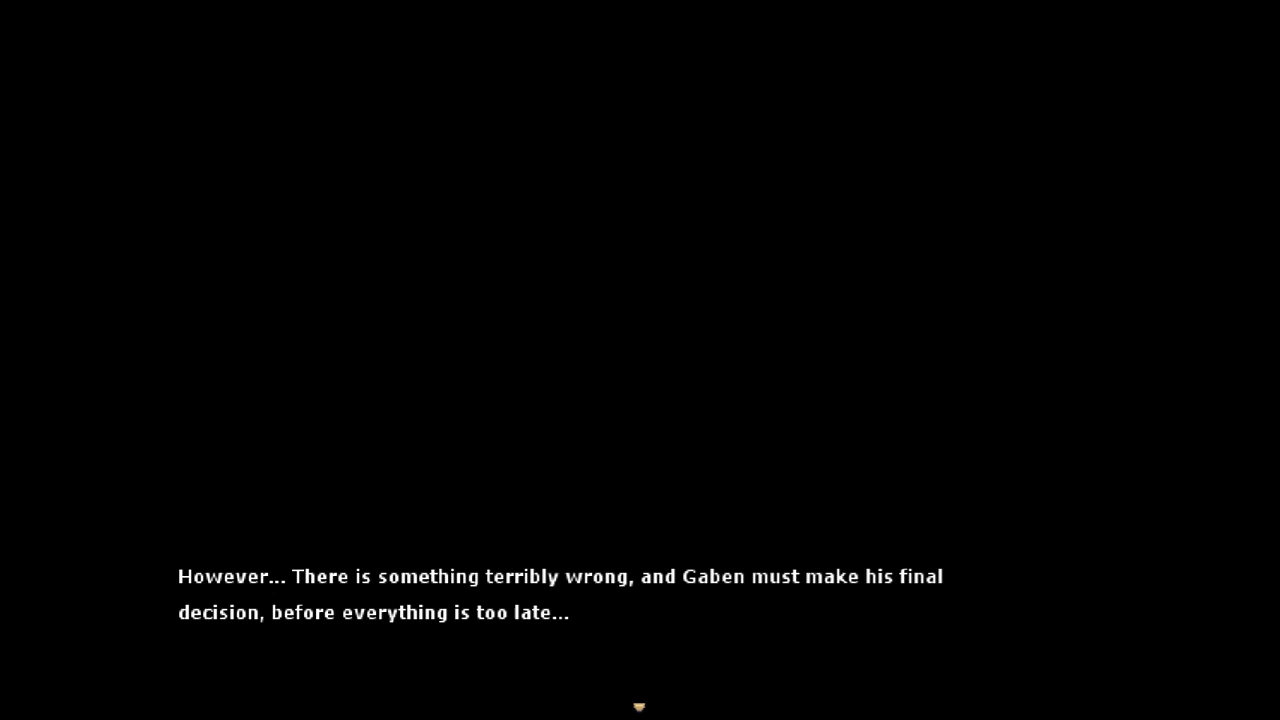 However... There is something terribly wrong, and Gaben must make his final
decision, before everything is too late...